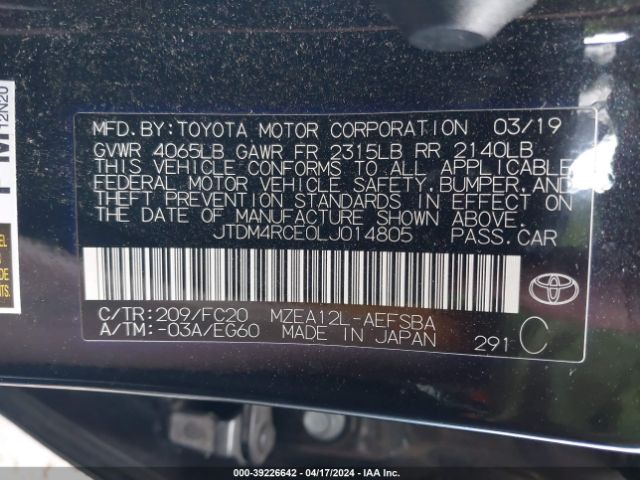 MFD.BY:TOYOTA MOTOR CORPORATION 03/19
GVWR 4065LB GAWR FR 2315LB RR 2140LB
THIS VEHICLE CONFORMS TO ALL APPLICABLE
FEDERAL MOTOR VEHICLE SAFETY,BUMPER,AND
THEFT PREVENTION STANDARDS IN EFFECT ON
THE DATE OF MANUFACTURE SHOWN ABOVE.
JTDM4RCE0LJ014805 PASS.CAR
C/TR:209/FC20 MZEA12L-AEFSBA
A/TM:-03A/EG60 MADE IN JAPAN 291 C
12N20
000-39226642 / 04/17/2024 / IAA Inc.